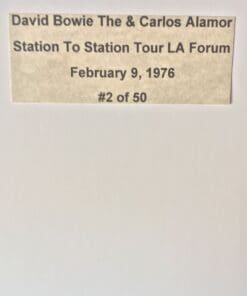 David Bowie The & Carlos Alamor
Station To Station Tour LA Forum
February 9, 1976
#2 of 50